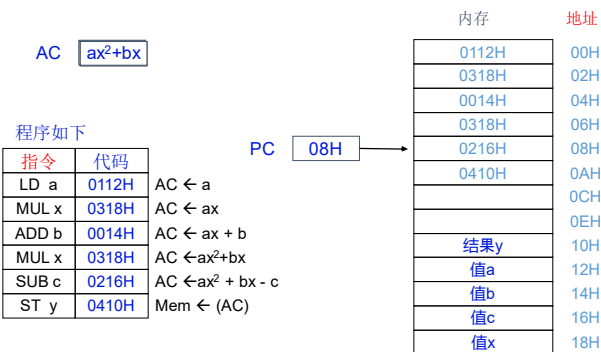 内存 地址
AC ax²+bx
0112H 00H
0318H 02H
0014H 04H
0318H 06H
程序如下
PC 08H
0216H 08H
0410H 0AH
0CH
0EH
结果y 10H
值a 12H
值b 14H
值c 16H
值x 18H
指令 代码
LD a 0112H AC ← a
MUL x 0318H AC ← ax
ADD b 0014H AC ← ax + b
MUL x 0318H AC ←ax²+bx
SUB c 0216H AC ←ax² + bx - c
ST y 0410H Mem ← (AC)